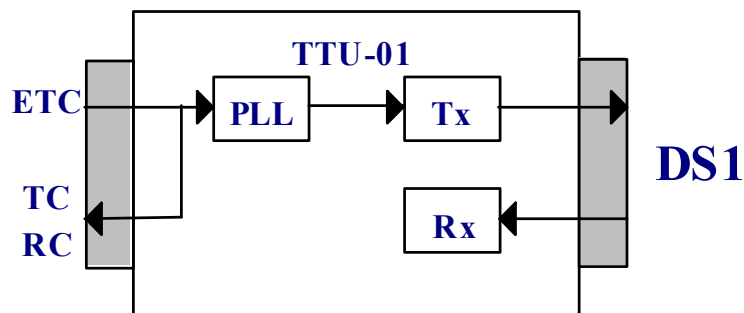 TTU-01
ETC
PLL
Tx
DS1
TC
RC
Rx